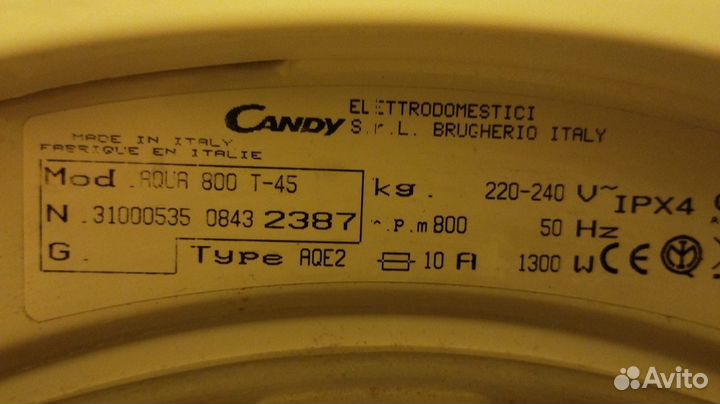 ELETTRODOMESTICI
CANDY S.r.L. BRUGHERIO ITALY
MADE IN ITALY
FABRIQUE EN ITALIE
Mod .AQUA 800 T-45
kg. 220-240 V~ IPX4
N .31000535 0843 2387
.p.m 800 50 Hz
G. Type AQE2
10 A 1300 W CE
Avito